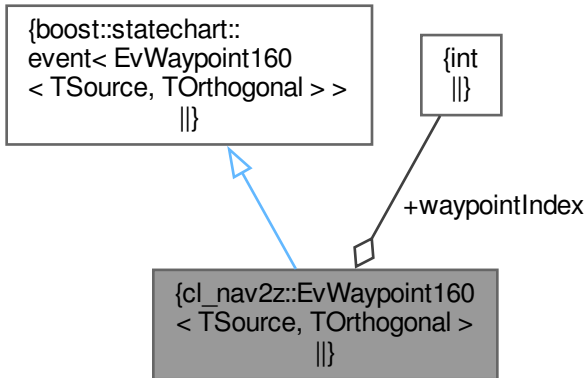 {boost::statechart::
event< EvWaypoint160
< TSource, TOrthogonal > >
||}
{int
||}
+waypointIndex
{cl_nav2z::EvWaypoint160
< TSource, TOrthogonal >
||}